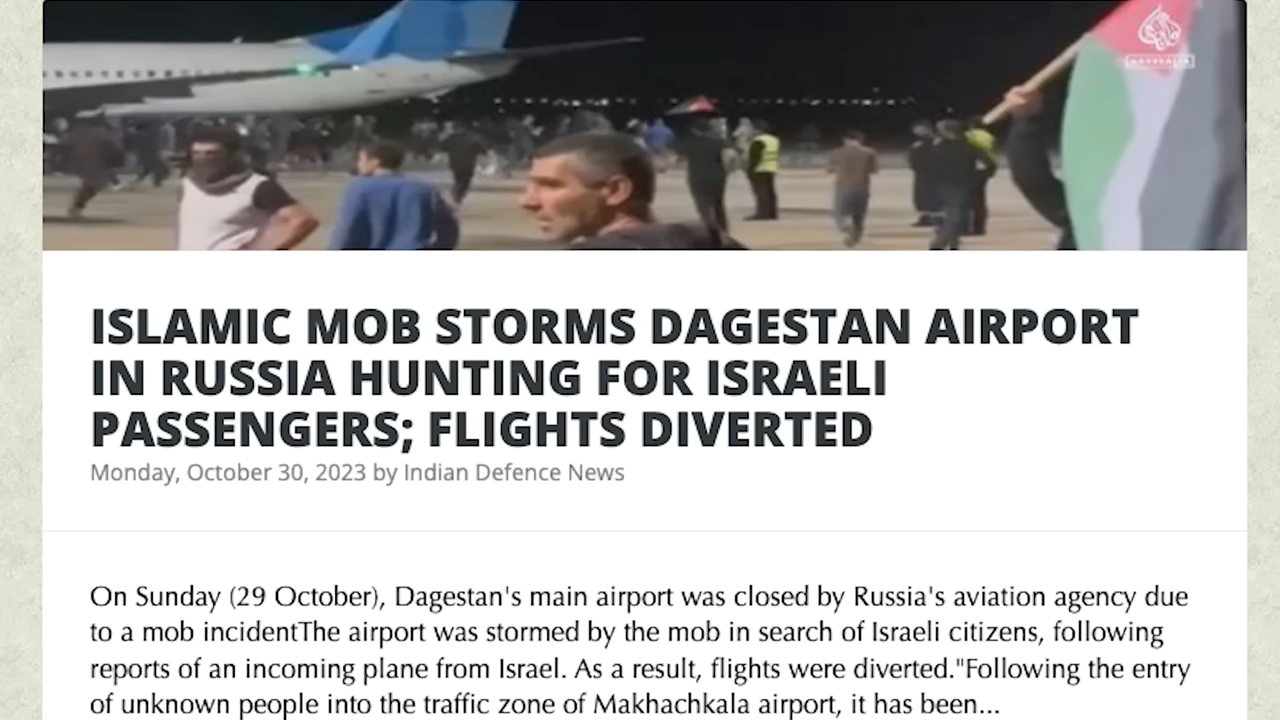 ISLAMIC MOB STORMS DAGESTAN AIRPORT
IN RUSSIA HUNTING FOR ISRAELI
PASSENGERS; FLIGHTS DIVERTED
Monday, October 30, 2023 by Indian Defence News
On Sunday (29 October), Dagestan's main airport was closed by Russia's aviation agency due
to a mob incidentThe airport was stormed by the mob in search of Israeli citizens, following
reports of an incoming plane from Israel. As a result, flights were diverted."Following the entry
of unknown people into the traffic zone of Makhachkala airport, it has been...